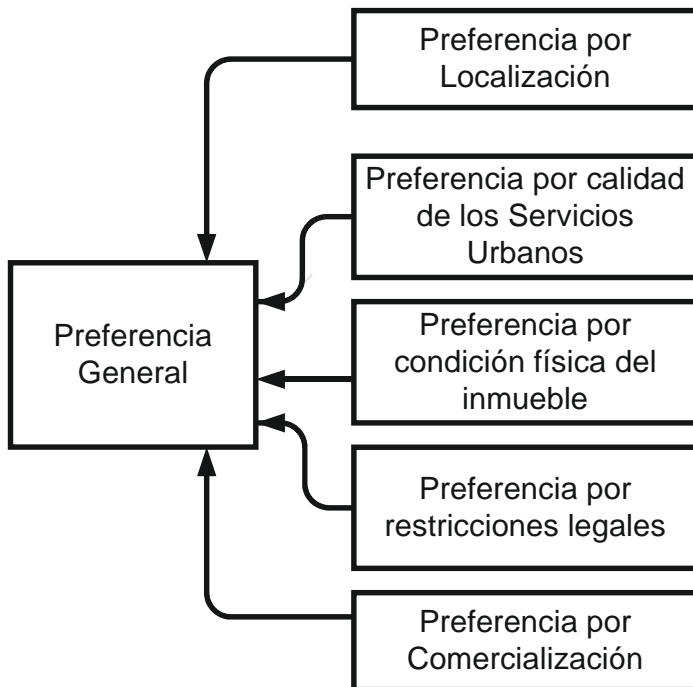 Preferencia por
Localización
Preferencia por calidad
de los Servicios
Urbanos
Preferencia
General
Preferencia por
condición física del
inmueble
Preferencia por
restricciones legales
Preferencia por
Comercialización